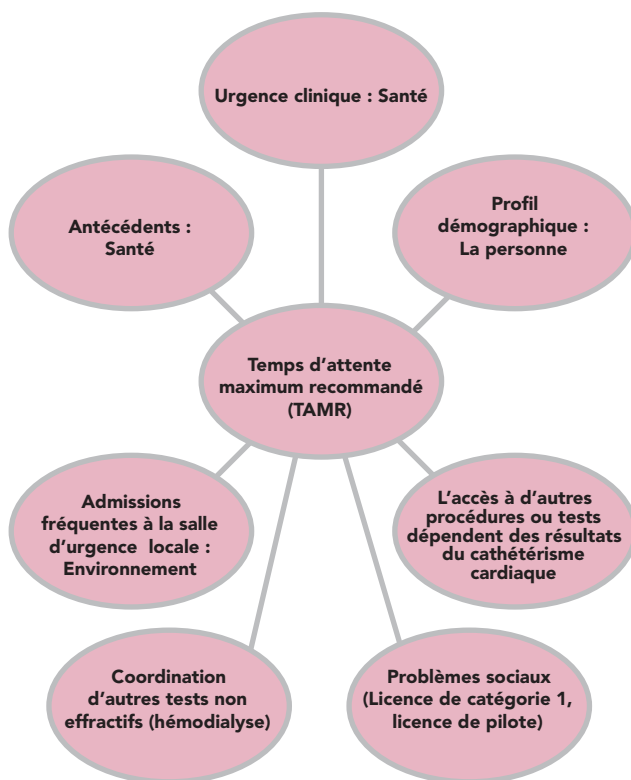 Urgence clinique : Santé
Antécédents :
Santé
Profil
démographique :
La personne
Temps d'attente
maximum recommandé
(TAMR)
Admissions
fréquentes à la salle
d'urgence locale :
Environnement
L'accès à d'autres
procédures ou tests
dépendent des résultats
du cathétérisme
cardiaque
Coordination
d'autres tests non
effractifs (hémodialyse)
Problèmes sociaux
(Licence de catégorie 1,
licence de pilote)